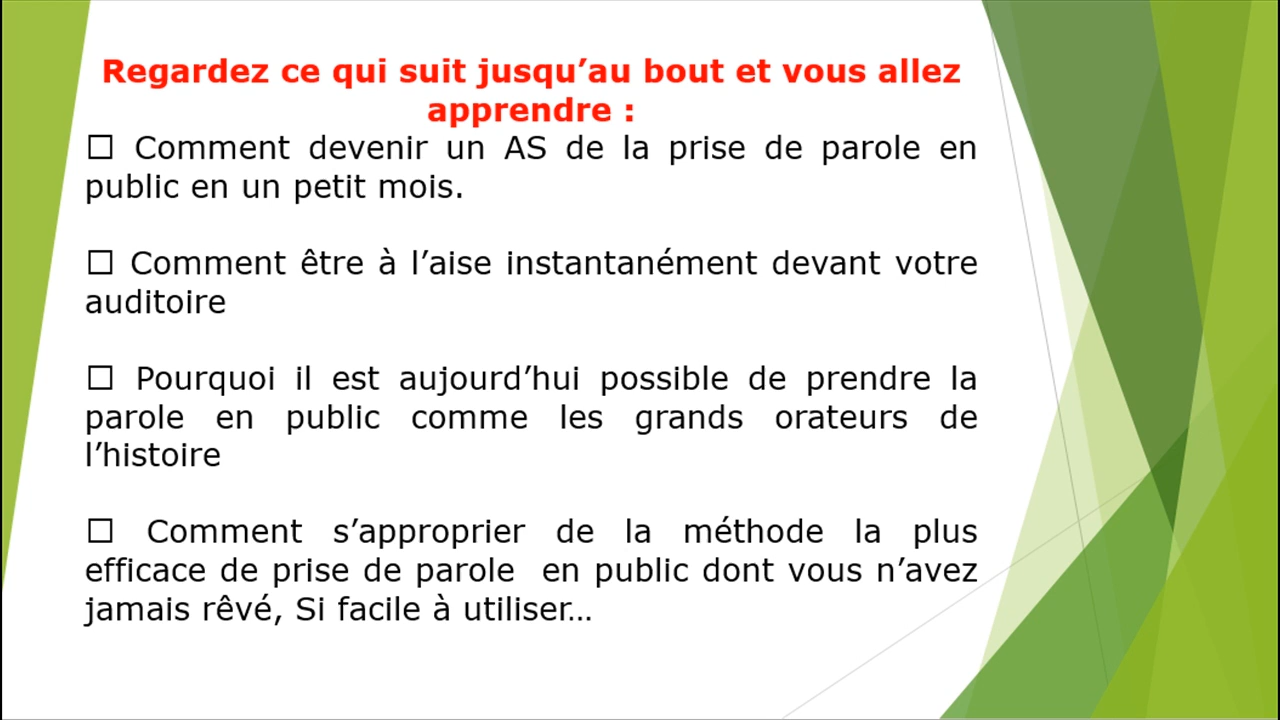 Regardez ce qui suit jusqu’au bout et vous allez
apprendre :
☐ Comment devenir un AS de la prise de parole en
public en un petit mois.
☐ Comment être à l’aise instantanément devant votre
auditoire
☐ Pourquoi il est aujourd’hui possible de prendre la
parole en public comme les grands orateurs de
l’histoire
☐ Comment s’approprier de la méthode la plus
efficace de prise de parole  en public dont vous n’avez
jamais rêvé, Si facile à utiliser…